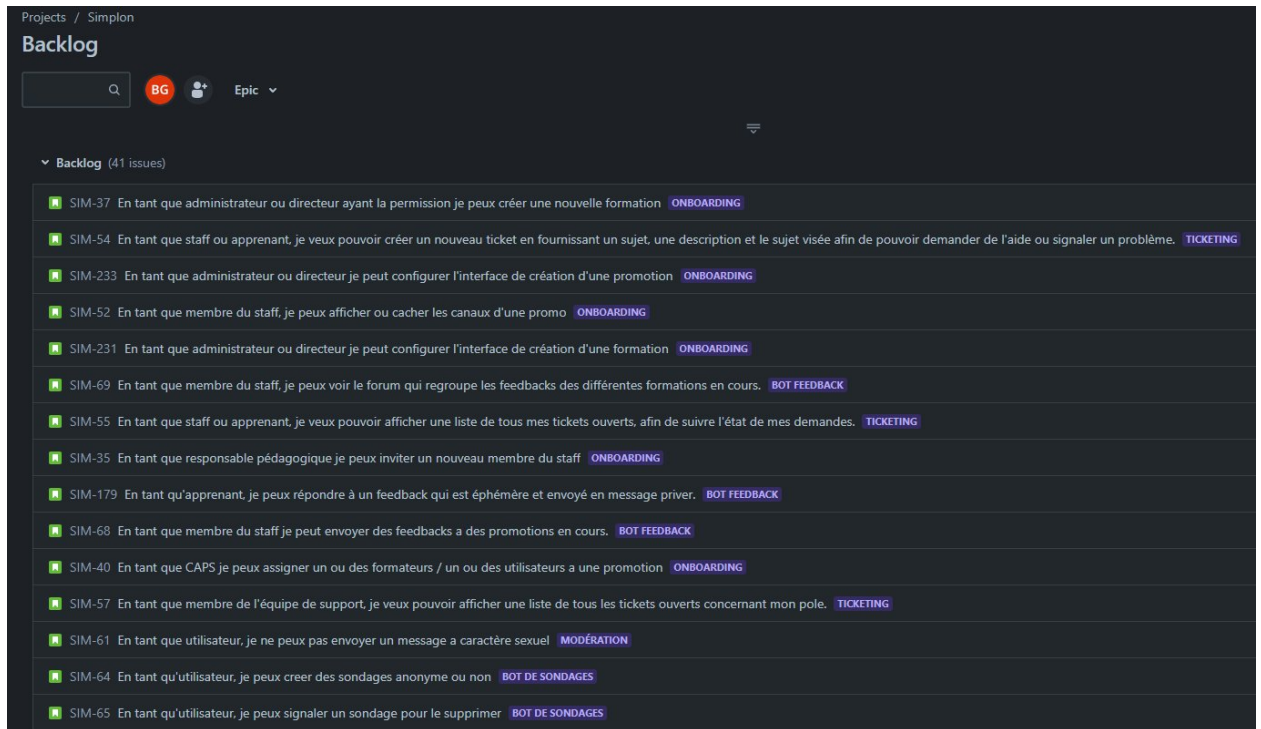 Projects / Simplon
Backlog
BG
Epic
Backlog (41 issues)
SIM-37 En tant que administrateur ou directeur ayant la permission je peux créer une nouvelle formation ONBOARDING
SIM-54 En tant que staff ou apprenant, je veux pouvoir créer un nouveau ticket en fournissant un sujet, une description et le sujet visée afin de pouvoir demander de l'aide ou signaler un problème. TICKETING
SIM-233 En tant que administrateur ou directeur je peut configurer l'interface de création d'une promotion ONBOARDING
SIM-52 En tant que membre du staff, je peux afficher ou cacher les canaux d'une promo ONBOARDING
SIM-231 En tant que administrateur ou directeur je peut configurer l'interface de création d'une formation ONBOARDING
SIM-69 En tant que membre du staff, je peux voir le forum qui regroupe les feedbacks des différentes formations en cours. BOT FEEDBACK
SIM-55 En tant que staff ou apprenant, je veux pouvoir afficher une liste de tous mes tickets ouverts, afin de suivre l'état de mes demandes. TICKETING
SIM-35 En tant que responsable pédagogique je peux inviter un nouveau membre du staff ONBOARDING
SIM-179 En tant qu'apprenant, je peux répondre à un feedback qui est éphémère et envoyé en message priver. BOT FEEDBACK
SIM-68 En tant que membre du staff je peut envoyer des feedbacks a des promotions en cours. BOT FEEDBACK
SIM-40 En tant que CAPS je peux assigner un ou des formateurs / un ou des utilisateurs a une promotion ONBOARDING
SIM-57 En tant que membre de l'équipe de support, je veux pouvoir afficher une liste de tous les tickets ouverts concernant mon pole. TICKETING
SIM-61 En tant que utilisateur, je ne peux pas envoyer un message a caractère sexuel MODÉRATION
SIM-64 En tant qu'utilisateur, je peux creer des sondages anonyme ou non BOT DE SONDAGES
SIM-65 En tant qu'utilisateur, je peux signaler un sondage pour le supprimer BOT DE SONDAGES